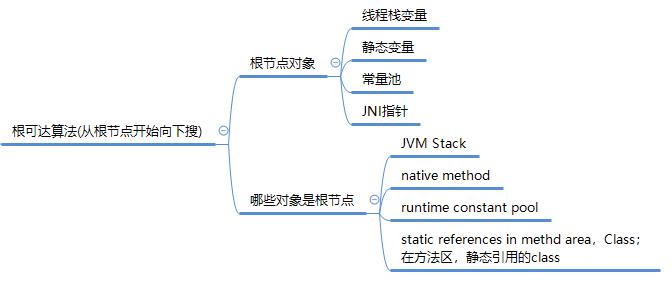 根可达算法(从根节点开始向下搜)
根节点对象
线程栈变量
静态变量
常量池
JNI指针
哪些对象是根节点
JVM Stack
native method
runtime constant pool
static references in methd area，Class；
在方法区，静态引用的class